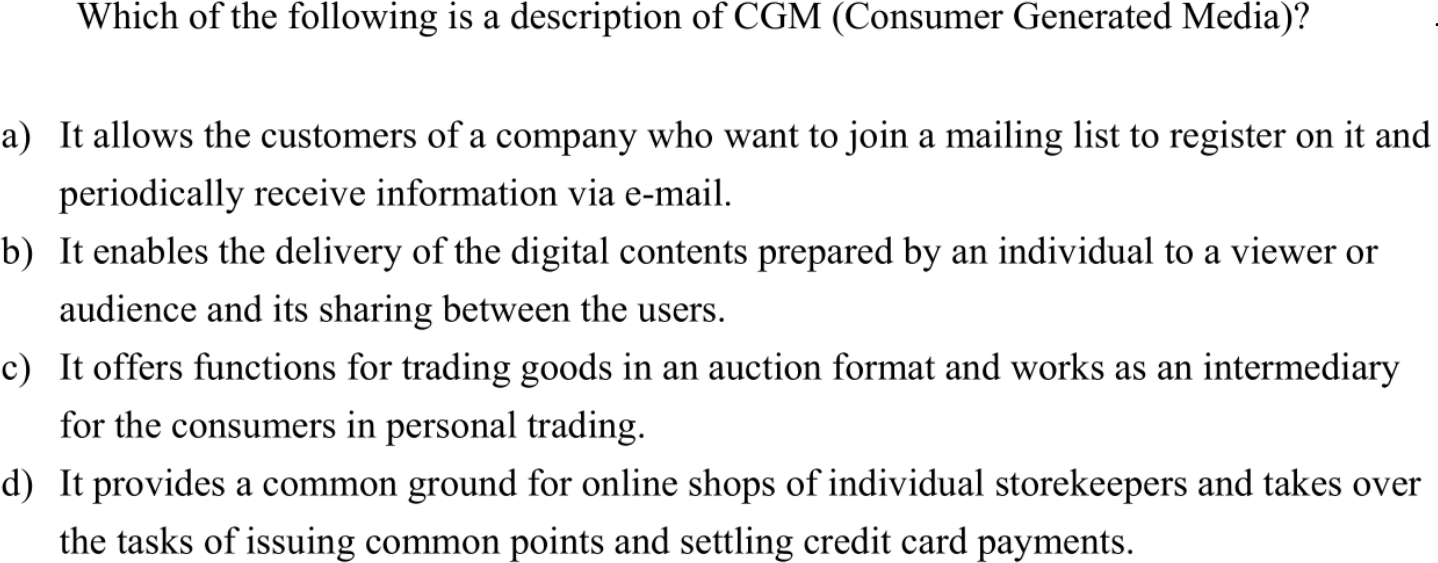 Which of the following is a description of CGM (Consumer Generated Media)?
a) It allows the customers of a company who want to join a mailing list to register on it and
periodically receive information via e-mail.
b) It enables the delivery of the digital contents prepared by an individual to a viewer or
audience and its sharing between the users.
c) It offers functions for trading goods in an auction format and works as an intermediary
for the consumers in personal trading.
d) It provides a common ground for online shops of individual storekeepers and takes over
the tasks of issuing common points and settling credit card payments.